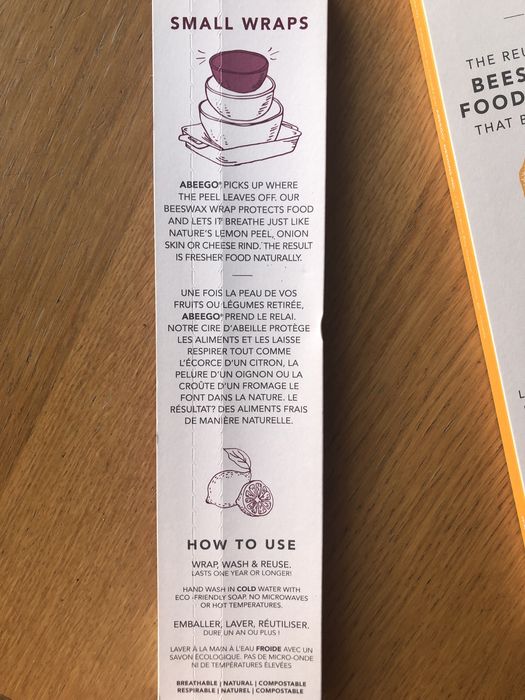 SMALL WRAPS
ABEEGO® PICKS UP WHERE
THE PEEL LEAVES OFF. OUR
BEESWAX WRAP PROTECTS FOOD
AND LETS IT BREATHE JUST LIKE
NATURE'S LEMON PEEL, ONION
SKIN OR CHEESE RIND. THE RESULT
IS FRESHER FOOD NATURALLY.
UNE FOIS LA PEAU DE VOS
FRUITS OU LÉGUMES RETIRÉE,
ABEEGO® PREND LE RELAI.
NOTRE CIRE D'ABEILLE PROTÈGE
LES ALIMENTS ET LES LAISSE
RESPIRER TOUT COMME
L'ÉCORCE D'UN CITRON, LA
PELURE D'UN OIGNON OU LA
CROÛTE D'UN FROMAGE LE
FONT DANS LA NATURE. LE
RÉSULTAT? DES ALIMENTS FRAIS
DE MANIÈRE NATURELLE.
HOW TO USE
WRAP, WASH & REUSE.
LASTS ONE YEAR OR LONGER!
HAND WASH IN COLD WATER WITH
ECO-FRIENDLY SOAP. NO MICROWAVES
OR HOT TEMPERATURES.
EMBALLER, LAVER, RÉUTILISER.
DURE UN AN OU PLUS !
LAVER À LA MAIN À L'EAU FROIDE AVEC UN
SAVON ÉCOLOGIQUE. PAS DE MICRO-ONDE
NI DE TEMPÉRATURES ÉLEVÉES
BREATHABLE | NATURAL | COMPOSTABLE
RESPIRABLE | NATUREL | COMPOSTABLE
THE
FOOD
THAT